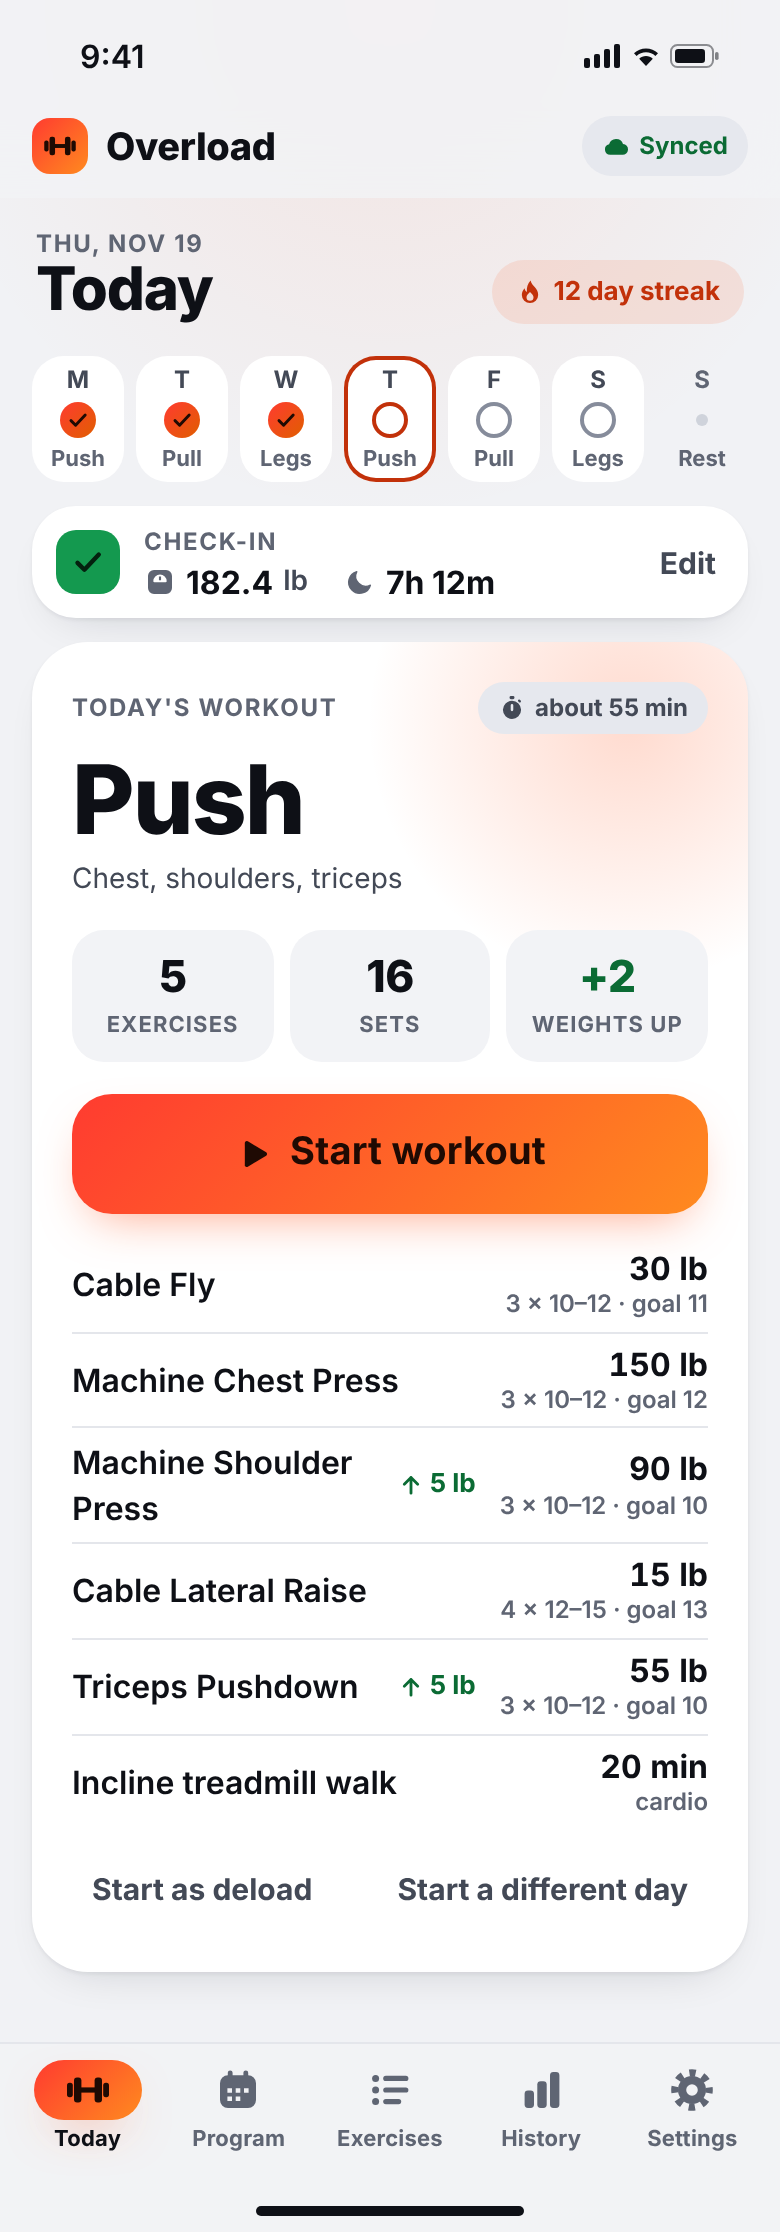 9:41
Overload
Synced
THU, NOV 19
Today
12 day streak
M T W T F S S
Push Pull Legs Push Pull Legs Rest
CHECK-IN
182.4 lb 7h 12m
Edit
TODAY'S WORKOUT
about 55 min
Push
Chest, shoulders, triceps
5 16 +2
EXERCISES SETS WEIGHTS UP
Start workout
Cable Fly
30 lb
3 × 10–12 · goal 11
Machine Chest Press
150 lb
3 × 10–12 · goal 12
Machine Shoulder
Press
↑ 5 lb
90 lb
3 × 10–12 · goal 10
Cable Lateral Raise
15 lb
4 × 12–15 · goal 13
Triceps Pushdown
↑ 5 lb
55 lb
3 × 10–12 · goal 10
Incline treadmill walk
20 min
cardio
Start as deload Start a different day
Today Program Exercises History Settings